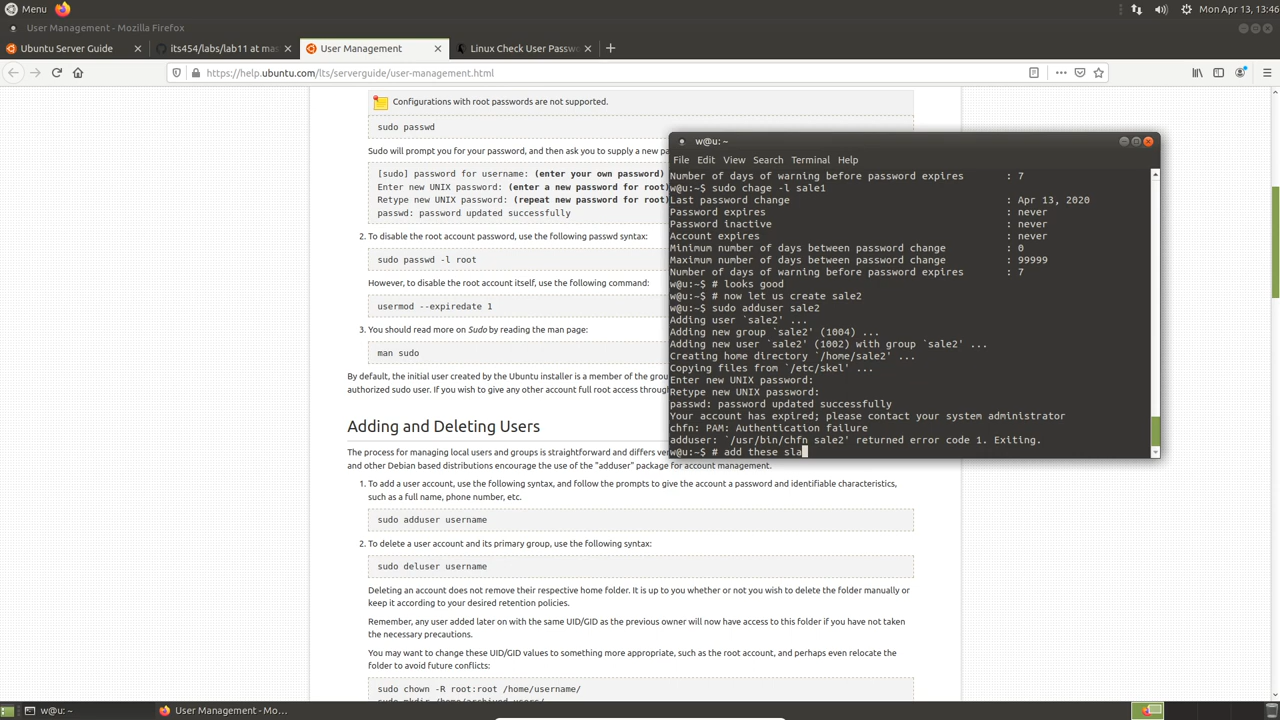 Menu
Mon Apr 13, 13:46
User Management - Mozilla Firefox
Ubuntu Server Guide
its454/labs/lab11 at mas
User Management
Linux Check User Passwo
https://help.ubuntu.com/lts/serverguide/user-management.html
Configurations with root passwords are not supported.
sudo passwd
Sudo will prompt you for your password, and then ask you to supply a new pa
[sudo] password for username: (enter your own password)
Enter new UNIX password: (enter a new password for root)
Retype new UNIX password: (repeat new password for root)
passwd: password updated successfully
2. To disable the root account password, use the following passwd syntax:
sudo passwd -l root
However, to disable the root account itself, use the following command:
usermod --expiredate 1
3. You should read more on Sudo by reading the man page:
man sudo
By default, the initial user created by the Ubuntu installer is a member of the grou
authorized sudo user. If you wish to give any other account full root access through
Adding and Deleting Users
The process for managing local users and groups is straightforward and differs ve
and other Debian based distributions encourage the use of the "adduser" package for account management.
1. To add a user account, use the following syntax, and follow the prompts to give the account a password and identifiable characteristics,
such as a full name, phone number, etc.
sudo adduser username
2. To delete a user account and its primary group, use the following syntax:
sudo deluser username
Deleting an account does not remove their respective home folder. It is up to you whether or not you wish to delete the folder manually or
keep it according to your desired retention policies.
Remember, any user added later on with the same UID/GID as the previous owner will now have access to this folder if you have not taken
the necessary precautions.
You may want to change these UID/GID values to something more appropriate, such as the root account, and perhaps even relocate the
folder to avoid future conflicts:
sudo chown -R root:root /home/username/
sudo mkdir /home/archived_users/
w@u: ~
File Edit View Search Terminal Help
Number of days of warning before password expires : 7
w@u:~$ sudo chage -l sale1
Last password change : Apr 13, 2020
Password expires : never
Password inactive : never
Account expires : never
Minimum number of days between password change : 0
Maximum number of days between password change : 99999
Number of days of warning before password expires : 7
w@u:~$ # looks good
w@u:~$ # now let us create sale2
w@u:~$ sudo adduser sale2
Adding user `sale2' ...
Adding new group `sale2' (1004) ...
Adding new user `sale2' (1002) with group `sale2' ...
Creating home directory `/home/sale2' ...
Copying files from `/etc/skel' ...
Enter new UNIX password:
Retype new UNIX password:
passwd: password updated successfully
Your account has expired; please contact your system administrator
chfn: PAM: Authentication failure
adduser: `/usr/bin/chfn sale2' returned error code 1. Exiting.
w@u:~$ # add these sla
w@u: ~
User Management - Mo...